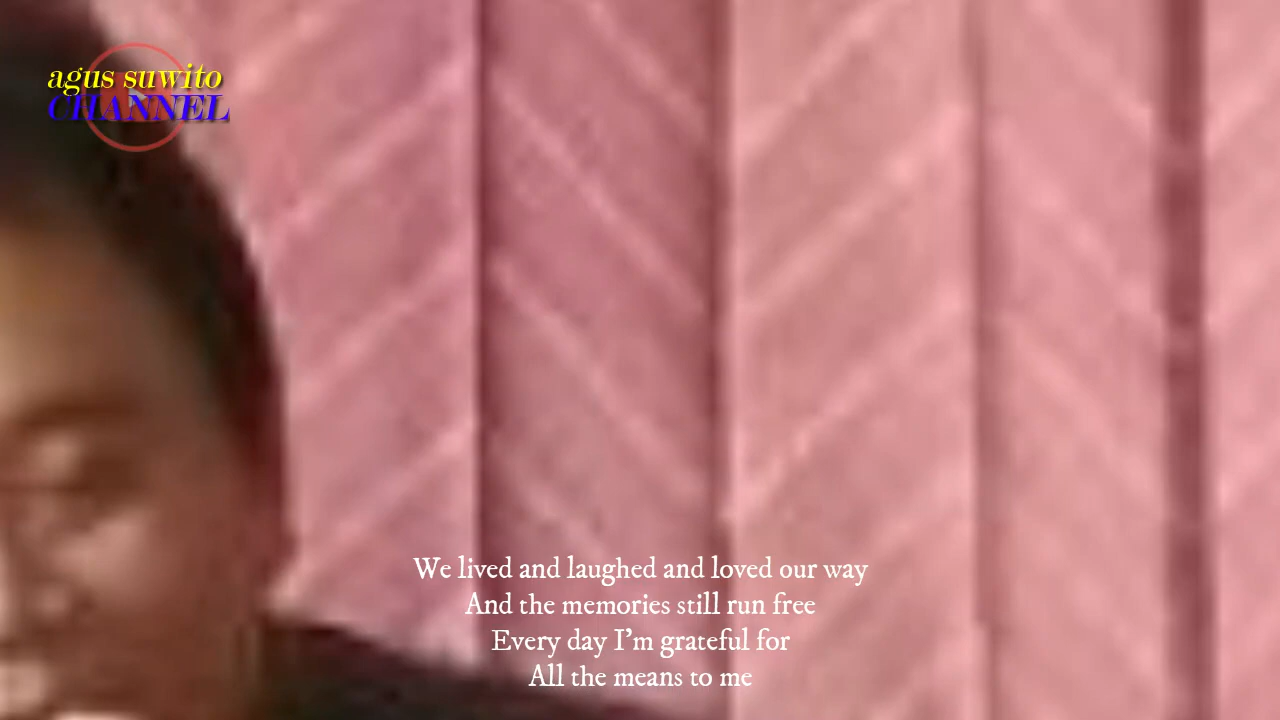 agus suwito
CHANNEL
We lived and laughed and loved our way
And the memories still run free
Every day I'm grateful for
All the means to me